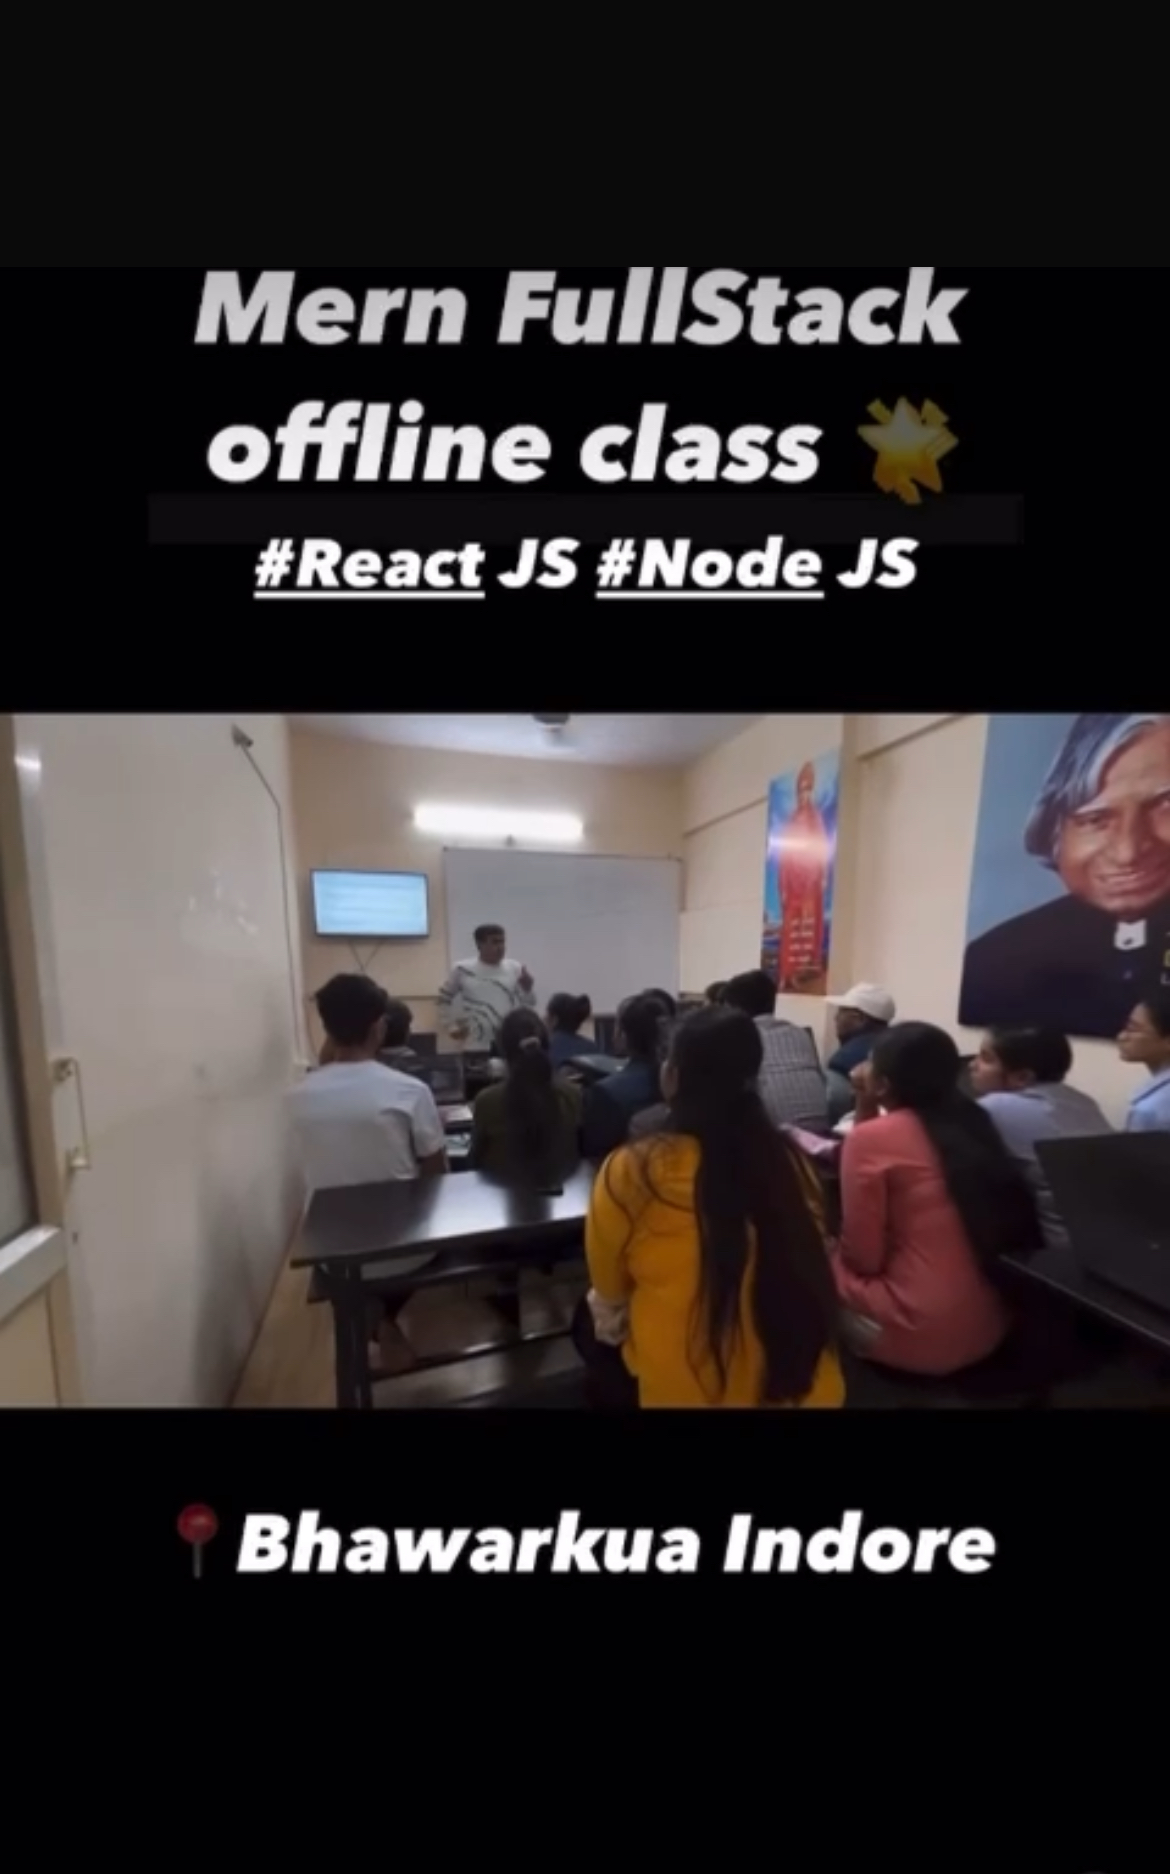 Mern FullStack
offline class 🌟
#React JS #Node JS
📍Bhawarkua Indore